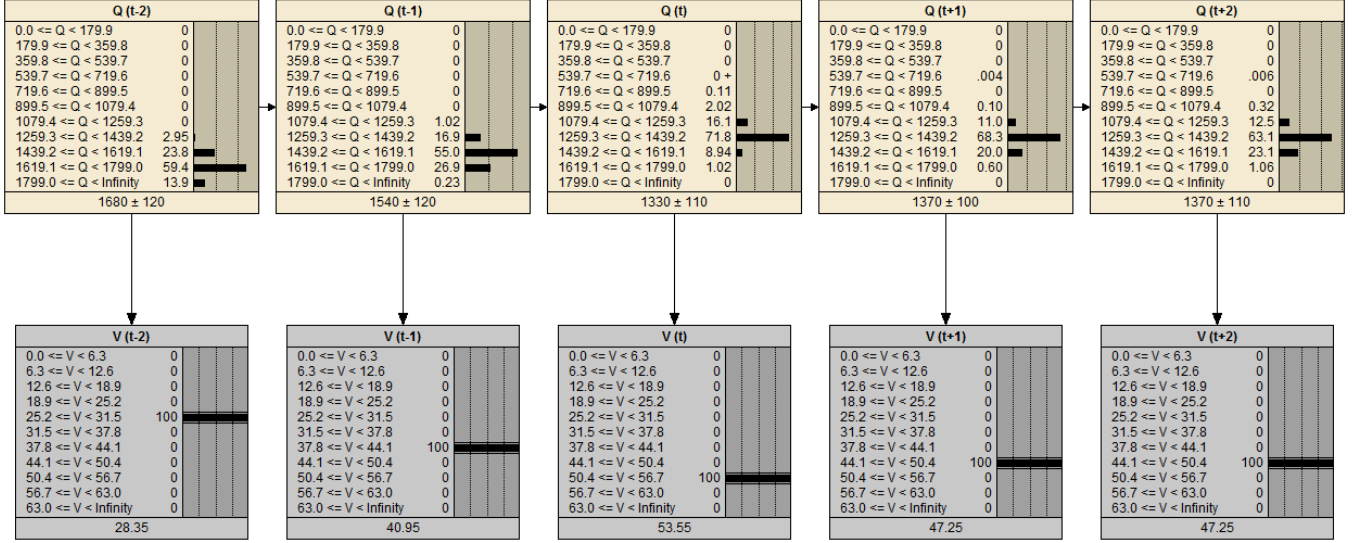 Q (t-2)
0.0 <= Q < 179.9 0
179.9 <= Q < 359.8 0
359.8 <= Q < 539.7 0
539.7 <= Q < 719.6 0
719.6 <= Q < 899.5 0
899.5 <= Q < 1079.4 0
1079.4 <= Q < 1259.3 0
1259.3 <= Q < 1439.2 2.95
1439.2 <= Q < 1619.1 23.8
1619.1 <= Q < 1799.0 59.4
1799.0 <= Q < Infinity 13.9
1680 ± 120
Q (t-1)
0.0 <= Q < 179.9 0
179.9 <= Q < 359.8 0
359.8 <= Q < 539.7 0
539.7 <= Q < 719.6 0
719.6 <= Q < 899.5 0
899.5 <= Q < 1079.4 0
1079.4 <= Q < 1259.3 1.02
1259.3 <= Q < 1439.2 16.9
1439.2 <= Q < 1619.1 55.0
1619.1 <= Q < 1799.0 26.9
1799.0 <= Q < Infinity 0.23
1540 ± 120
Q (t)
0.0 <= Q < 179.9 0
179.9 <= Q < 359.8 0
359.8 <= Q < 539.7 0
539.7 <= Q < 719.6 0 +
719.6 <= Q < 899.5 0.11
899.5 <= Q < 1079.4 2.02
1079.4 <= Q < 1259.3 16.1
1259.3 <= Q < 1439.2 71.8
1439.2 <= Q < 1619.1 8.94
1619.1 <= Q < 1799.0 1.02
1799.0 <= Q < Infinity 0
1330 ± 110
Q (t+1)
0.0 <= Q < 179.9 0
179.9 <= Q < 359.8 0
359.8 <= Q < 539.7 0
539.7 <= Q < 719.6 .004
719.6 <= Q < 899.5 0
899.5 <= Q < 1079.4 0.10
1079.4 <= Q < 1259.3 11.0
1259.3 <= Q < 1439.2 68.3
1439.2 <= Q < 1619.1 20.0
1619.1 <= Q < 1799.0 0.60
1799.0 <= Q < Infinity 0
1370 ± 100
Q (t+2)
0.0 <= Q < 179.9 0
179.9 <= Q < 359.8 0
359.8 <= Q < 539.7 0
539.7 <= Q < 719.6 .006
719.6 <= Q < 899.5 0
899.5 <= Q < 1079.4 0.32
1079.4 <= Q < 1259.3 12.5
1259.3 <= Q < 1439.2 63.1
1439.2 <= Q < 1619.1 23.1
1619.1 <= Q < 1799.0 1.06
1799.0 <= Q < Infinity 0
1370 ± 110
V (t-2)
0.0 <= V < 6.3 0
6.3 <= V < 12.6 0
12.6 <= V < 18.9 0
18.9 <= V < 25.2 0
25.2 <= V < 31.5 100
31.5 <= V < 37.8 0
37.8 <= V < 44.1 0
44.1 <= V < 50.4 0
50.4 <= V < 56.7 0
56.7 <= V < 63.0 0
63.0 <= V < Infinity 0
28.35
V (t-1)
0.0 <= V < 6.3 0
6.3 <= V < 12.6 0
12.6 <= V < 18.9 0
18.9 <= V < 25.2 0
25.2 <= V < 31.5 0
31.5 <= V < 37.8 0
37.8 <= V < 44.1 100
44.1 <= V < 50.4 0
50.4 <= V < 56.7 0
56.7 <= V < 63.0 0
63.0 <= V < Infinity 0
40.95
V (t)
0.0 <= V < 6.3 0
6.3 <= V < 12.6 0
12.6 <= V < 18.9 0
18.9 <= V < 25.2 0
25.2 <= V < 31.5 0
31.5 <= V < 37.8 0
37.8 <= V < 44.1 0
44.1 <= V < 50.4 0
50.4 <= V < 56.7 100
56.7 <= V < 63.0 0
63.0 <= V < Infinity 0
53.55
V (t+1)
0.0 <= V < 6.3 0
6.3 <= V < 12.6 0
12.6 <= V < 18.9 0
18.9 <= V < 25.2 0
25.2 <= V < 31.5 0
31.5 <= V < 37.8 0
37.8 <= V < 44.1 0
44.1 <= V < 50.4 100
50.4 <= V < 56.7 0
56.7 <= V < 63.0 0
63.0 <= V < Infinity 0
47.25
V (t+2)
0.0 <= V < 6.3 0
6.3 <= V < 12.6 0
12.6 <= V < 18.9 0
18.9 <= V < 25.2 0
25.2 <= V < 31.5 0
31.5 <= V < 37.8 0
37.8 <= V < 44.1 0
44.1 <= V < 50.4 100
50.4 <= V < 56.7 0
56.7 <= V < 63.0 0
63.0 <= V < Infinity 0
47.25